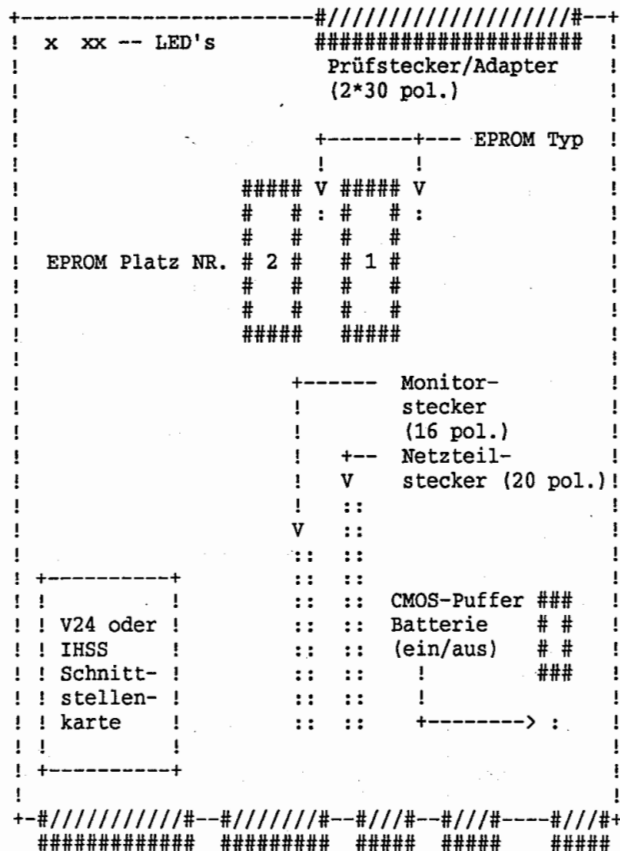 +-----------------------#///////////////////#--+
! x xx -- LED's ##################### !
! Prüfstecker/Adapter !
! (2*30 pol.) !
! !
! +-------+--- EPROM Typ !
! ! ! !
! ##### V ##### V !
! # # : # # : !
! # # # # !
! EPROM Platz NR. # 2 # # 1 # !
! # # # # !
! # # # # !
! ##### ##### !
! !
! +------ Monitor- !
! ! stecker !
! ! (16 pol.) !
! ! +-- Netzteil- !
! ! V stecker (20 pol.)!
! ! :: !
! V :: !
! :: :: !
! +----------+ :: :: !
! ! ! :: :: CMOS-Puffer ### !
! ! V24 oder ! :: :: Batterie # # !
! ! IHSS ! :: :: (ein/aus) # # !
! ! Schnitt- ! :: :: ! ### !
! ! stellen- ! :: :: ! !
! ! karte ! :: :: +--------> : !
! ! ! !
! +----------+ !
! !
+-#///////////#--#///////#--#///#--#///#----#///#+
############# ######### ##### ##### #####